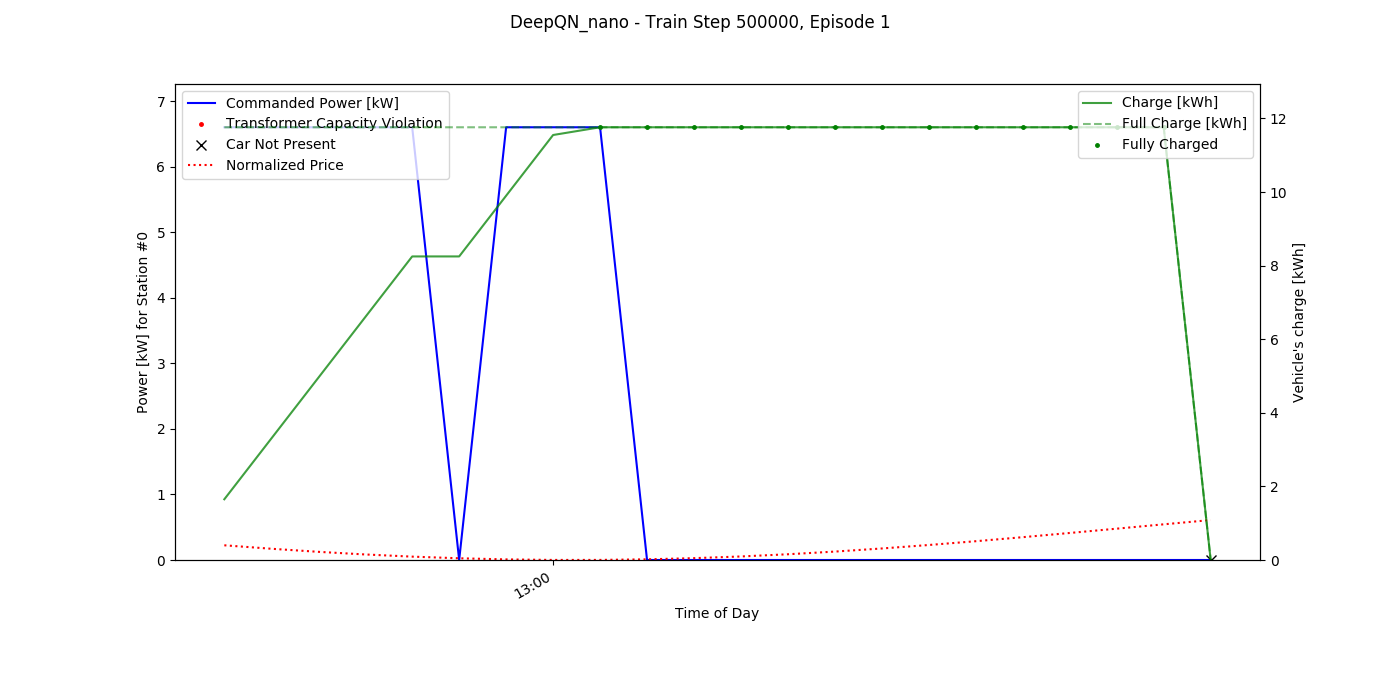 DeepQN_nano - Train Step 500000, Episode 1
Commanded Power [kW]
Transformer Capacity Violation
Car Not Present
Normalized Price
Charge [kWh]
Full Charge [kWh]
Fully Charged
Power [kW] for Station #0
7
6
5
4
3
2
1
0
Vehicle's charge [kWh]
12
10
8
6
4
2
0
13:00
Time of Day